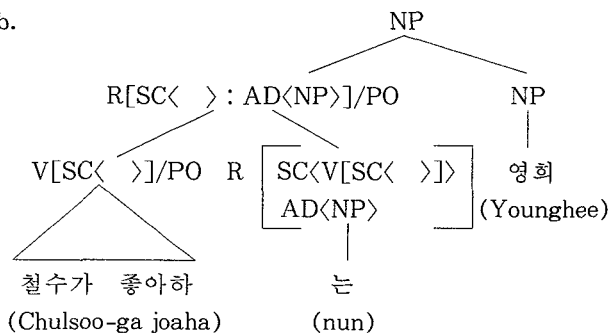 b.
NP
R[SC〈 〉: AD〈NP〉]/PO NP
V[SC〈 〉]/PO R [SC〈V[SC〈 〉]〉 영희
AD〈NP〉] (Younghee)
철수가 좋아하 는
(Chulsoo-ga joaha) (nun)